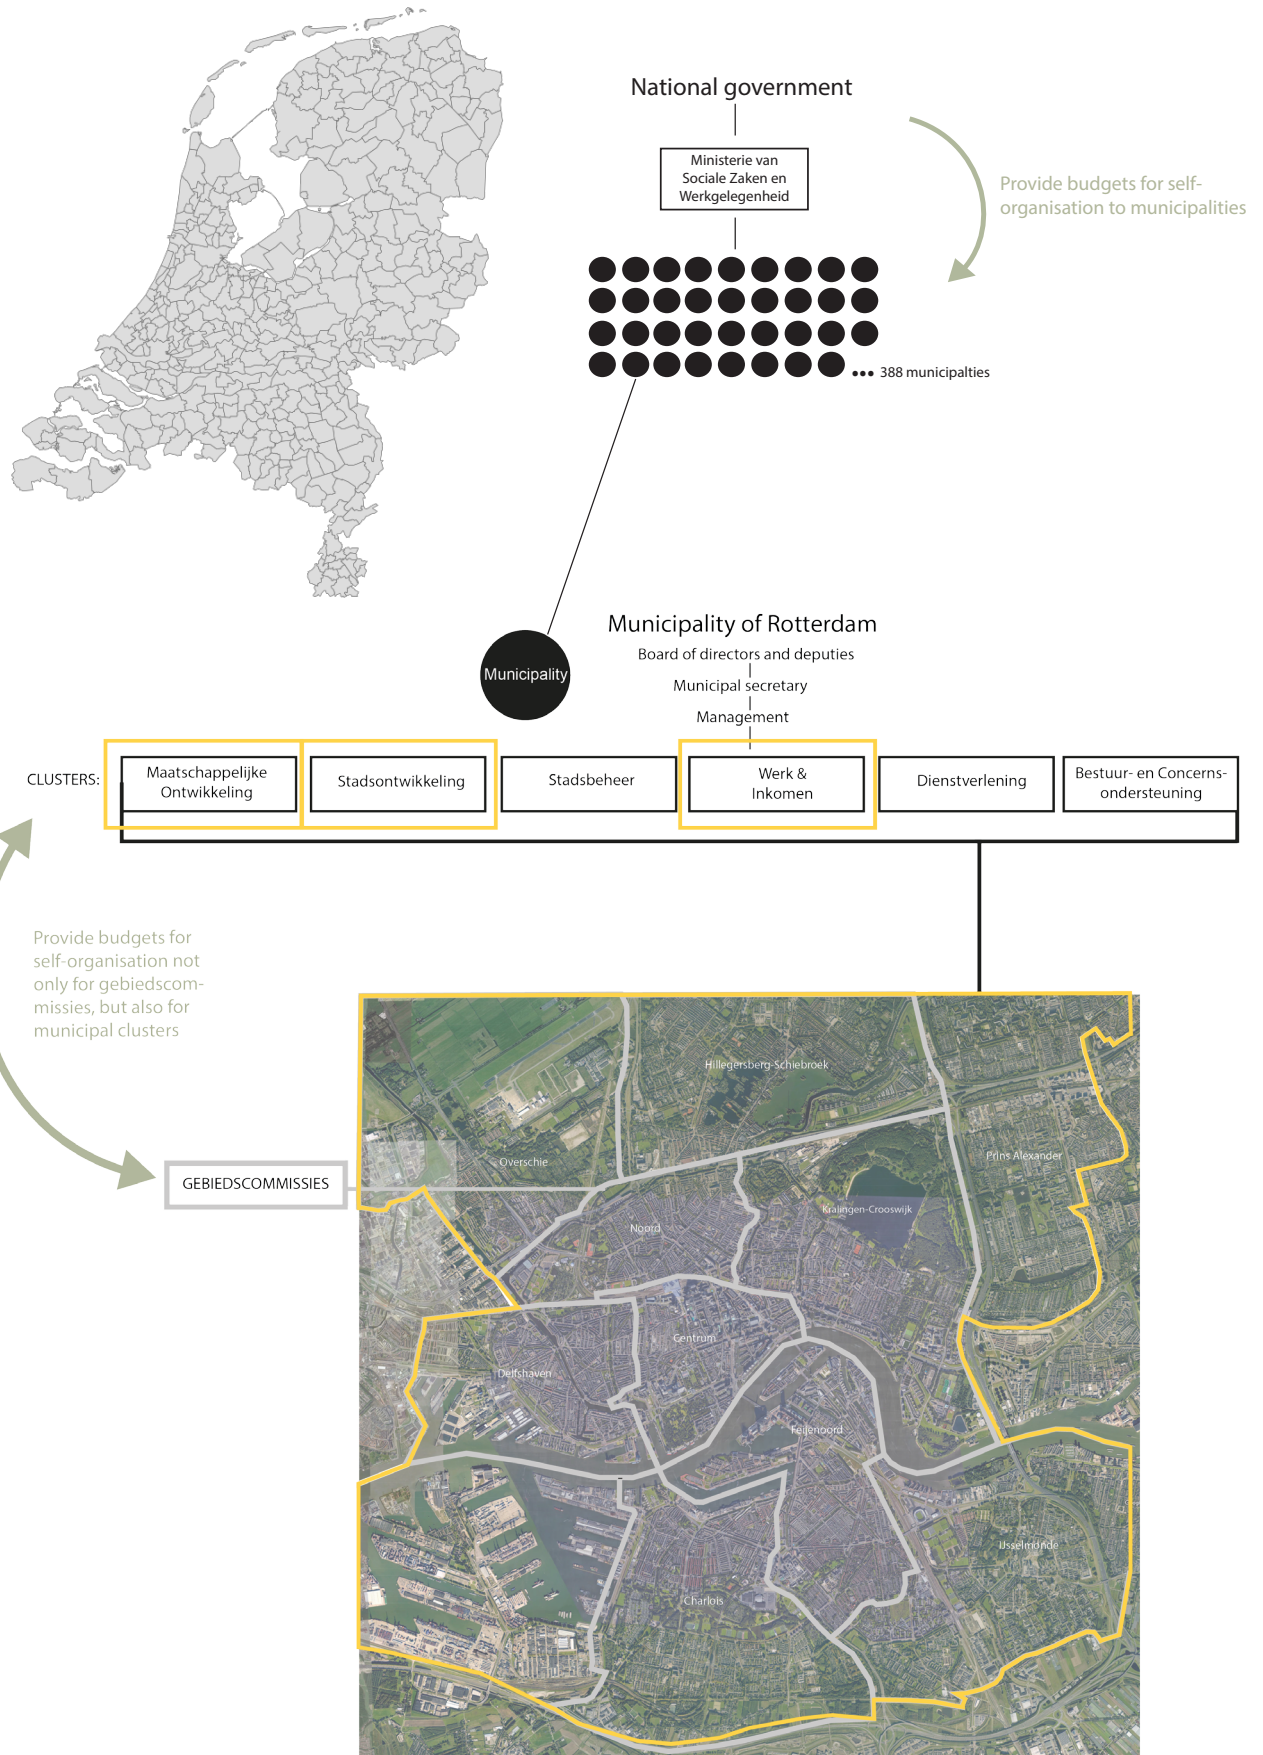 National government
Ministerie van
Sociale Zaken en
Werkgelegenheid
Provide budgets for self-
organisation to municipalities
388 municipalties
Municipality
Municipality of Rotterdam
Board of directors and deputies
Municipal secretary
Management
CLUSTERS:
Maatschappelijke
Ontwikkeling
Stadsontwikkeling
Stadsbeheer
Werk &
Inkomen
Dienstverlening
Bestuur- en Concerns-
ondersteuning
Provide budgets for
self-organisation not
only for gebiedscom-
missies, but also for
municipal clusters
GEBIEDSCOMMISSIES
Hillegersberg-Schiebroek
Overschie
Prins Alexander
Kralingen-Crooswijk
Noord
Centrum
Delfshaven
Feijenoord
IJsselmonde
Charlois